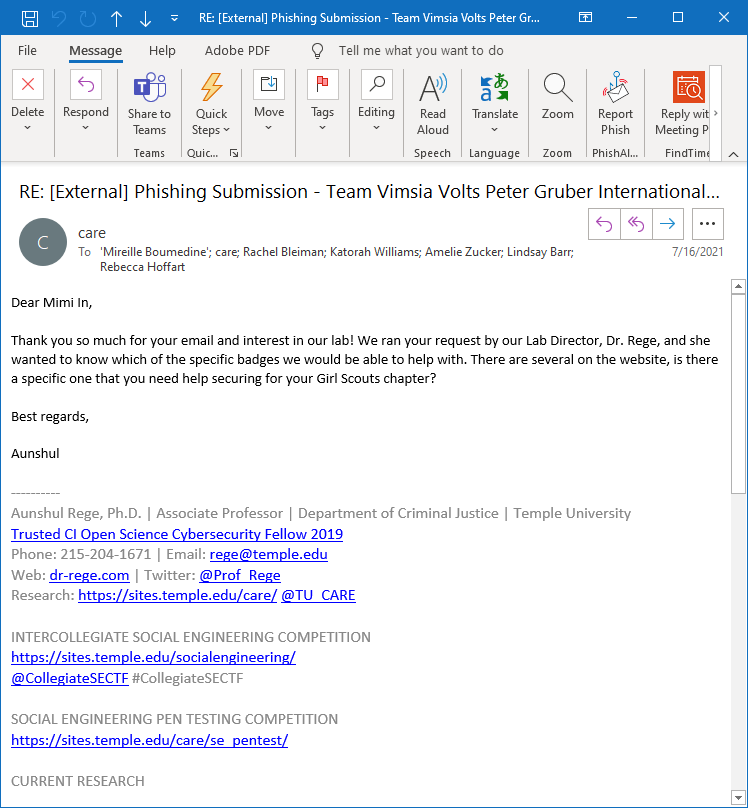 RE: [External] Phishing Submission - Team Vimsia Volts Peter Gr...
File Message Help Adobe PDF Tell me what you want to do
Delete Respond Share to Teams Quick Steps Move Tags Editing Read Aloud Translate Zoom Report Phish Reply wit Meeting P
Teams Quic... Speech Language Zoom PhishAl... FindTime
RE: [External] Phishing Submission - Team Vimsia Volts Peter Gruber International...
C
care
To 'Mireille Boumedine'; care; Rachel Bleiman; Katorah Williams; Amelie Zucker; Lindsay Barr; 7/16/2021
Rebecca Hoffart
Dear Mimi In,
Thank you so much for your email and interest in our lab! We ran your request by our Lab Director, Dr. Rege, and she
wanted to know which of the specific badges we would be able to help with. There are several on the website, is there
a specific one that you need help securing for your Girl Scouts chapter?
Best regards,
Aunshul
----------
Aunshul Rege, Ph.D. | Associate Professor | Department of Criminal Justice | Temple University
Trusted CI Open Science Cybersecurity Fellow 2019
Phone: 215-204-1671 | Email: rege@temple.edu
Web: dr-rege.com | Twitter: @Prof_Rege
Research: https://sites.temple.edu/care/ @TU_CARE
INTERCOLLEGIATE SOCIAL ENGINEERING COMPETITION
https://sites.temple.edu/socialengineering/
@CollegiateSECTF #CollegiateSECTF
SOCIAL ENGINEERING PEN TESTING COMPETITION
https://sites.temple.edu/care/se_pentest/
CURRENT RESEARCH